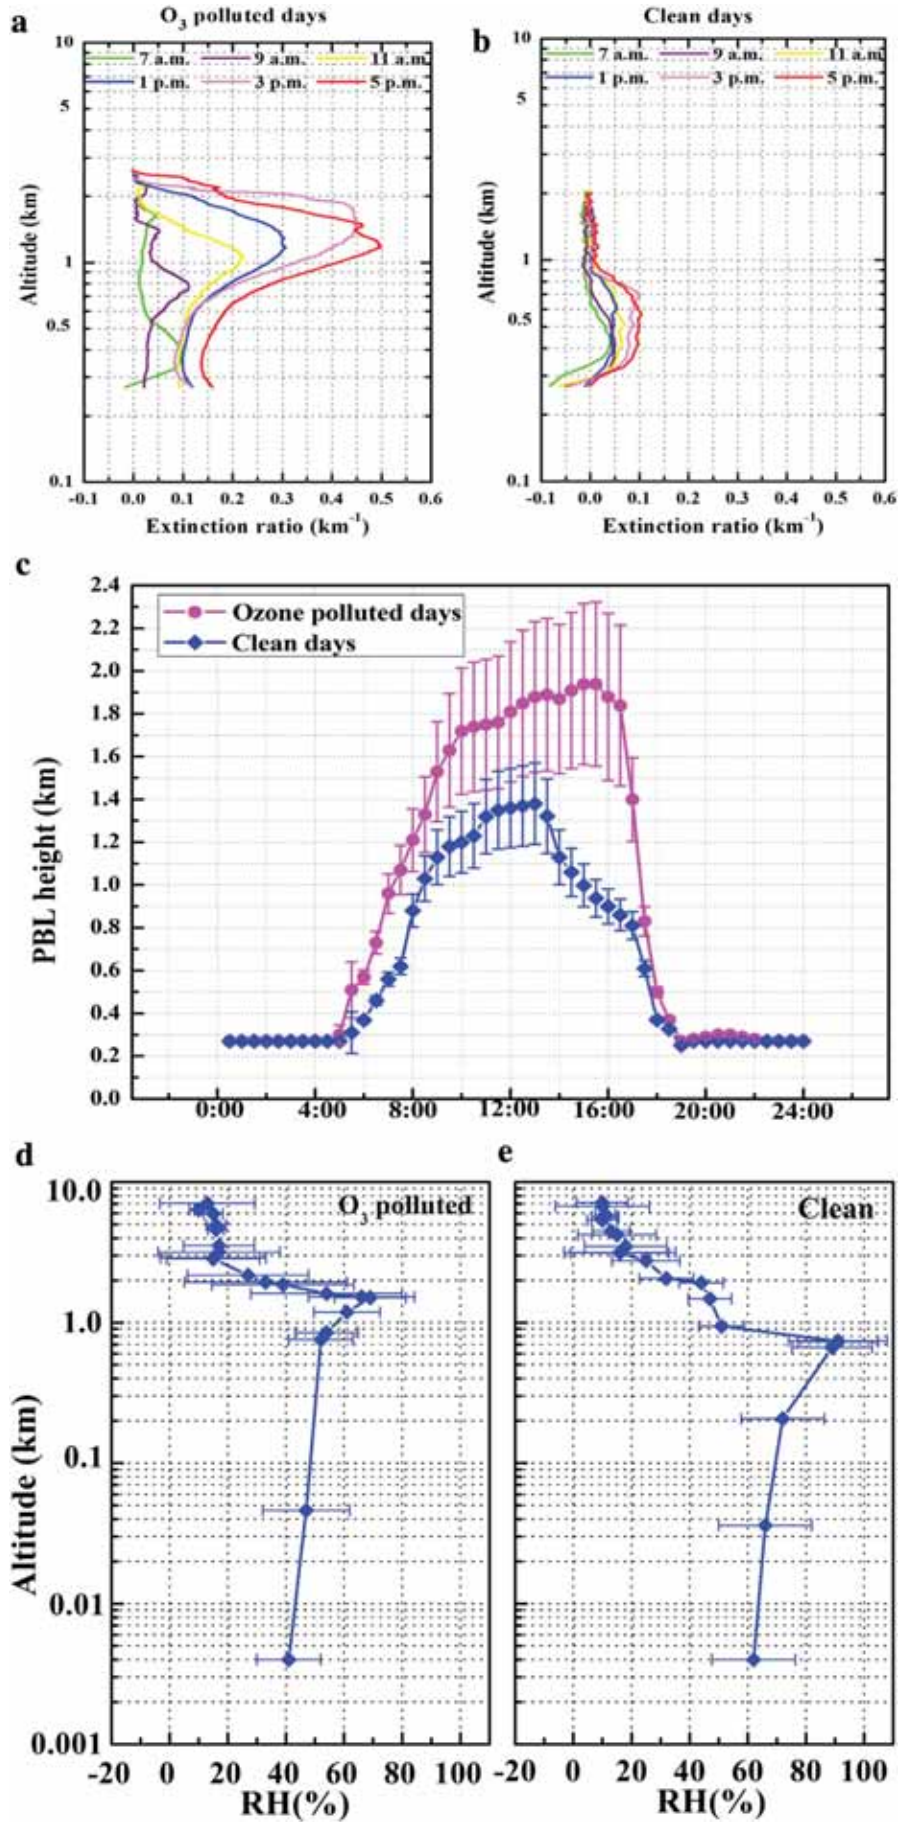 a
O3 polluted days
7 a.m. 9 a.m. 11 a.m.
1 p.m. 3 p.m. 5 p.m.
10
5
1
0.5
0.1
Altitude (km)
-0.1 0.0 0.1 0.2 0.3 0.4 0.5 0.6
Extinction ratio (km-1)
b
Clean days
7 a.m. 9 a.m. 11 a.m
1 p.m. 3 p.m. 5 p.m.
10
5
1
0.5
0.1
Altitude (km)
-0.1 0.0 0.1 0.2 0.3 0.4 0.5 0.6
Extinction ratio (km-1)
c
Ozone polluted days
Clean days
2.4
2.2
2.0
1.8
1.6
1.4
1.2
1.0
0.8
0.6
0.4
0.2
0.0
PBL height (km)
0:00 4:00 8:00 12:00 16:00 20:00 24:00
d
O3 polluted
10.0
1.0
0.1
0.01
0.001
Altitude (km)
-20 0 20 40 60 80 100
RH(%)
e
Clean
-20 0 20 40 60 80 100
RH(%)